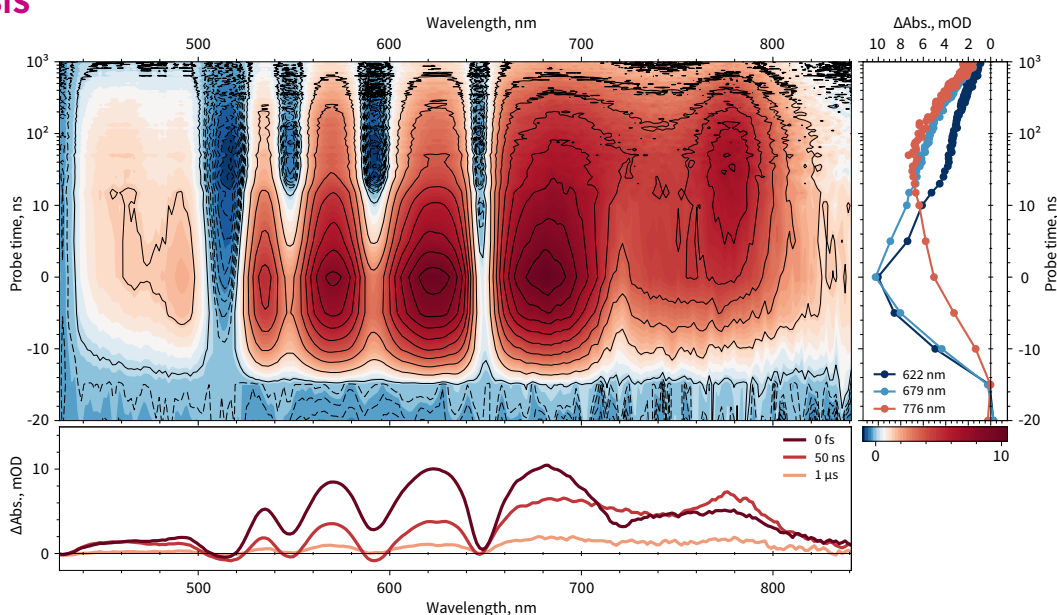 sis
Wavelength, nm
500 600 700 800
10³
10²
10
0
-10
-20
Probe time, ns
ΔAbs., mOD
10 8 6 4 2 0
10³
10²
10
0
-10
-20
Probe time, ns
622 nm
679 nm
776 nm
0 10
ΔAbs., mOD
10
0
0 fs
50 ns
1 µs
500 600 700 800
Wavelength, nm